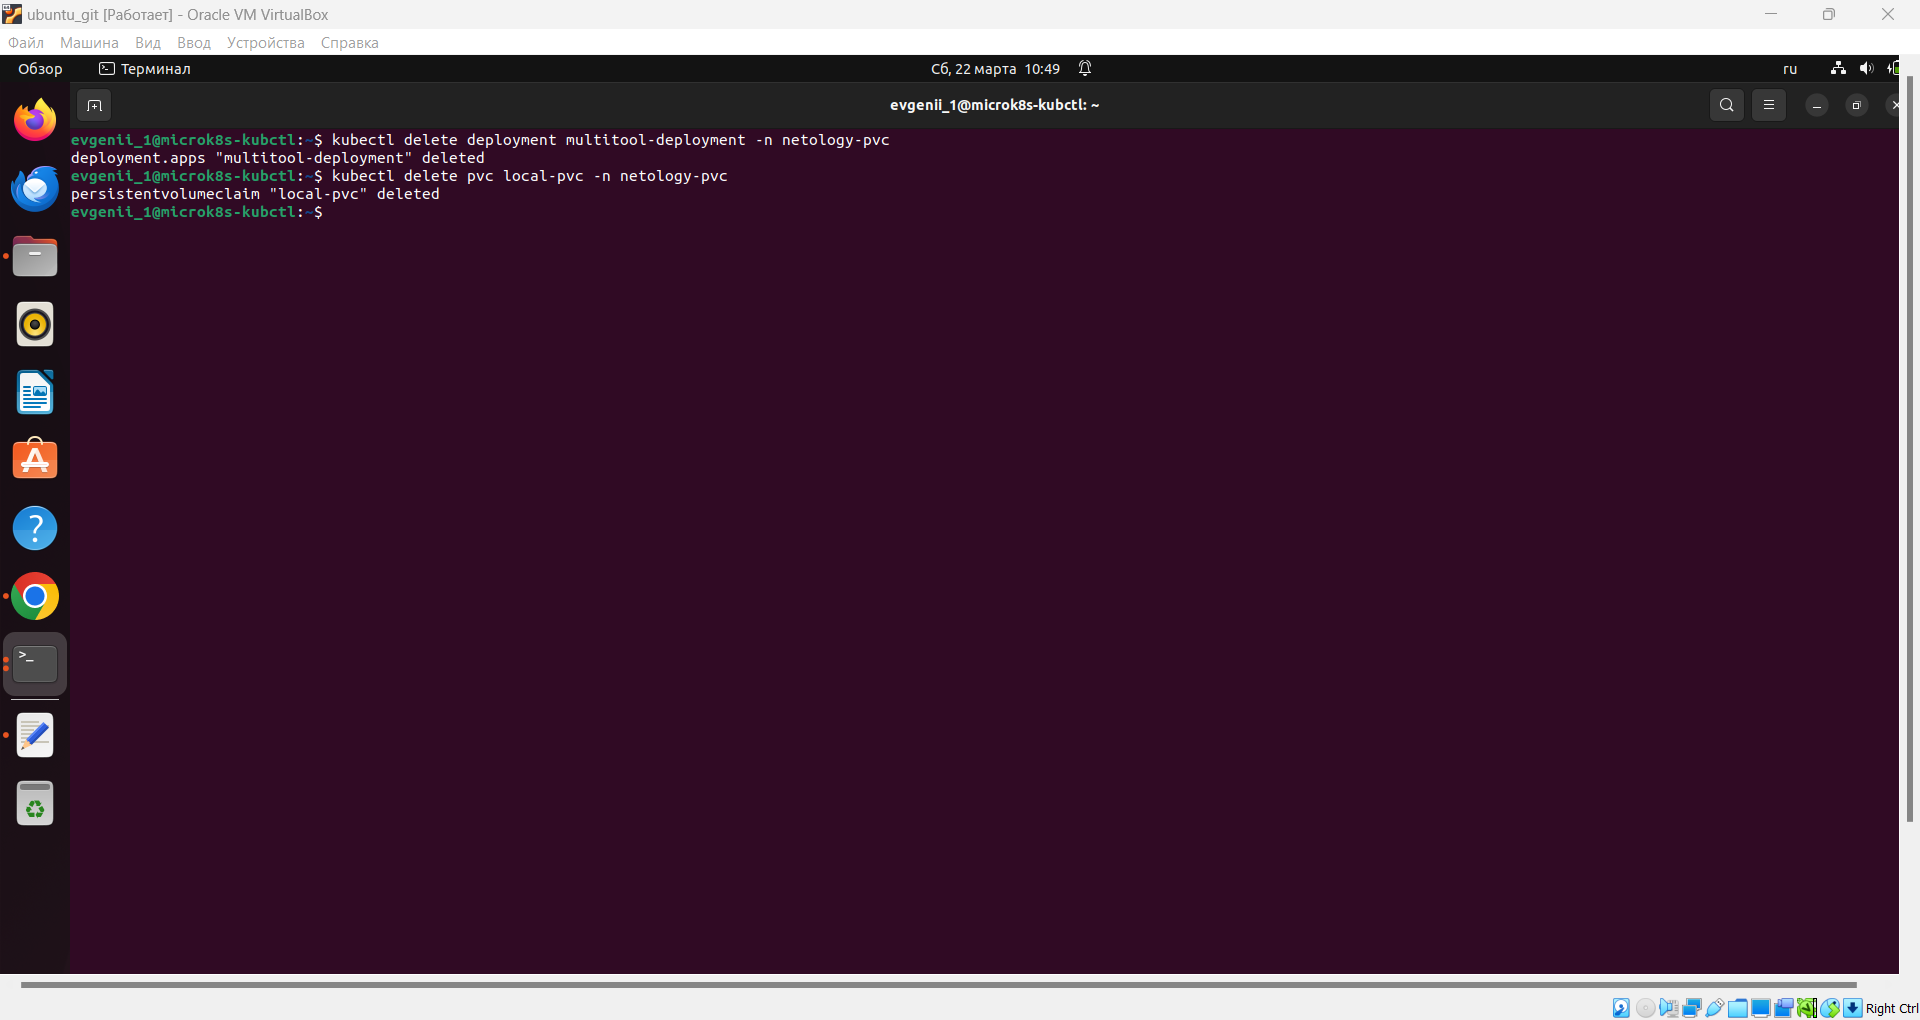 ubuntu_git [Работает] - Oracle VM VirtualBox
Файл Машина Вид Ввод Устройства Справка
Обзор Терминал Сб, 22 марта 10:49 ru
evgenii_1@microk8s-kubctl: ~
evgenii_1@microk8s-kubctl:~$ kubectl delete deployment multitool-deployment -n netology-pvc
deployment.apps "multitool-deployment" deleted
evgenii_1@microk8s-kubctl:~$ kubectl delete pvc local-pvc -n netology-pvc
persistentvolumeclaim "local-pvc" deleted
evgenii_1@microk8s-kubctl:~$
Right Ctrl